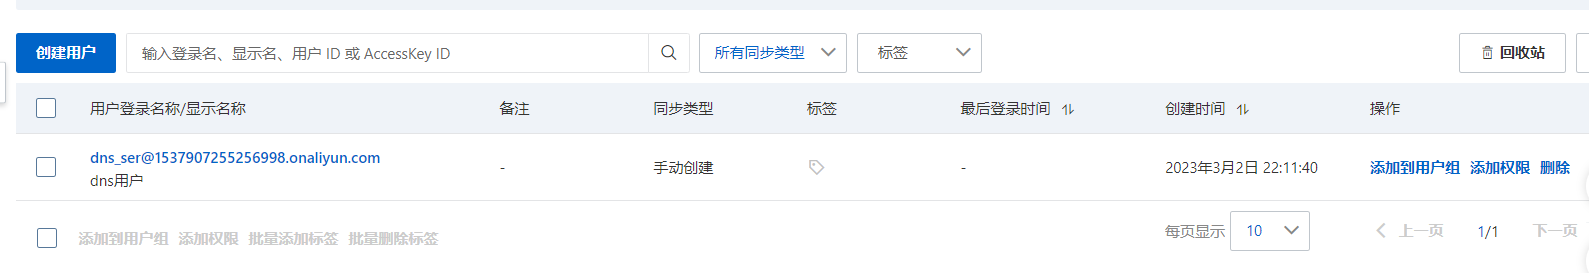 创建用户 输入登录名、显示名、用户 ID 或 AccessKey ID 所有同步类型 标签 回收站
用户登录名称/显示名称 备注 同步类型 标签 最后登录时间 创建时间 操作
dns_ser@1537907255256998.onaliyun.com
dns用户 - 手动创建 - 2023年3月2日 22:11:40 添加到用户组 添加权限 删除
添加到用户组 添加权限 批量添加标签 批量删除标签 每页显示 10 上一页 1/1 下一页